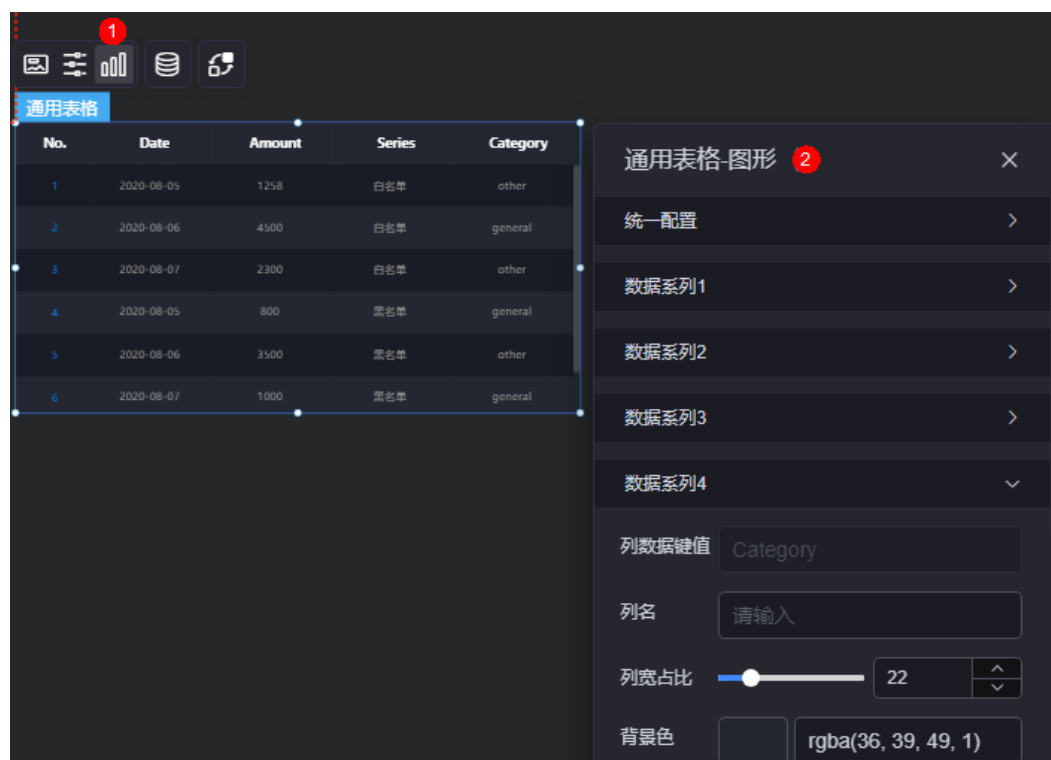 1
通用表格
No. Date Amount Series Category
1 2020-08-05 1258 白名单 other
2 2020-08-06 4500 白名单 general
3 2020-08-07 2300 白名单 other
4 2020-08-05 800 黑名单 general
5 2020-08-06 3500 黑名单 other
6 2020-08-07 1000 黑名单 general
通用表格-图形 2
统一配置
数据系列1
数据系列2
数据系列3
数据系列4
列数据键值 Category
列名 请输入
列宽占比 22
背景色 rgba(36, 39, 49, 1)